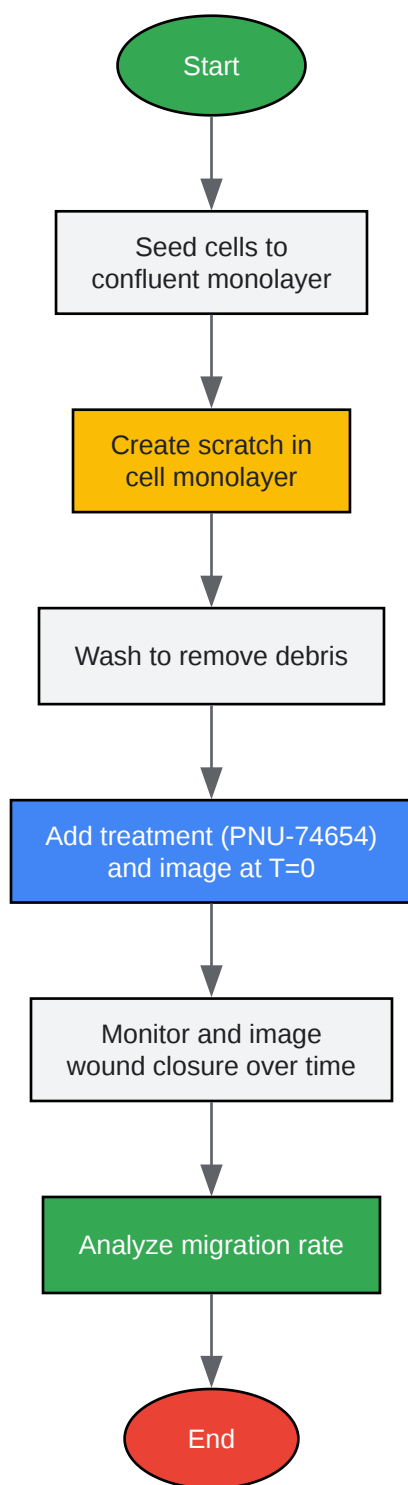 Start
Seed cells to
confluent monolayer
Create scratch in
cell monolayer
Wash to remove debris
Add treatment (PNU-74654)
and image at T=0
Monitor and image
wound closure over time
Analyze migration rate
End